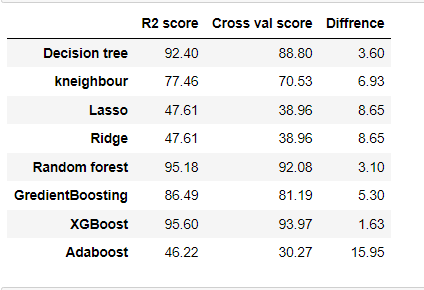 R2 score Cross val score Diffrence
Decision tree 92.40 88.80 3.60
kneighbour 77.46 70.53 6.93
Lasso 47.61 38.96 8.65
Ridge 47.61 38.96 8.65
Random forest 95.18 92.08 3.10
GredientBoosting 86.49 81.19 5.30
XGBoost 95.60 93.97 1.63
Adaboost 46.22 30.27 15.95